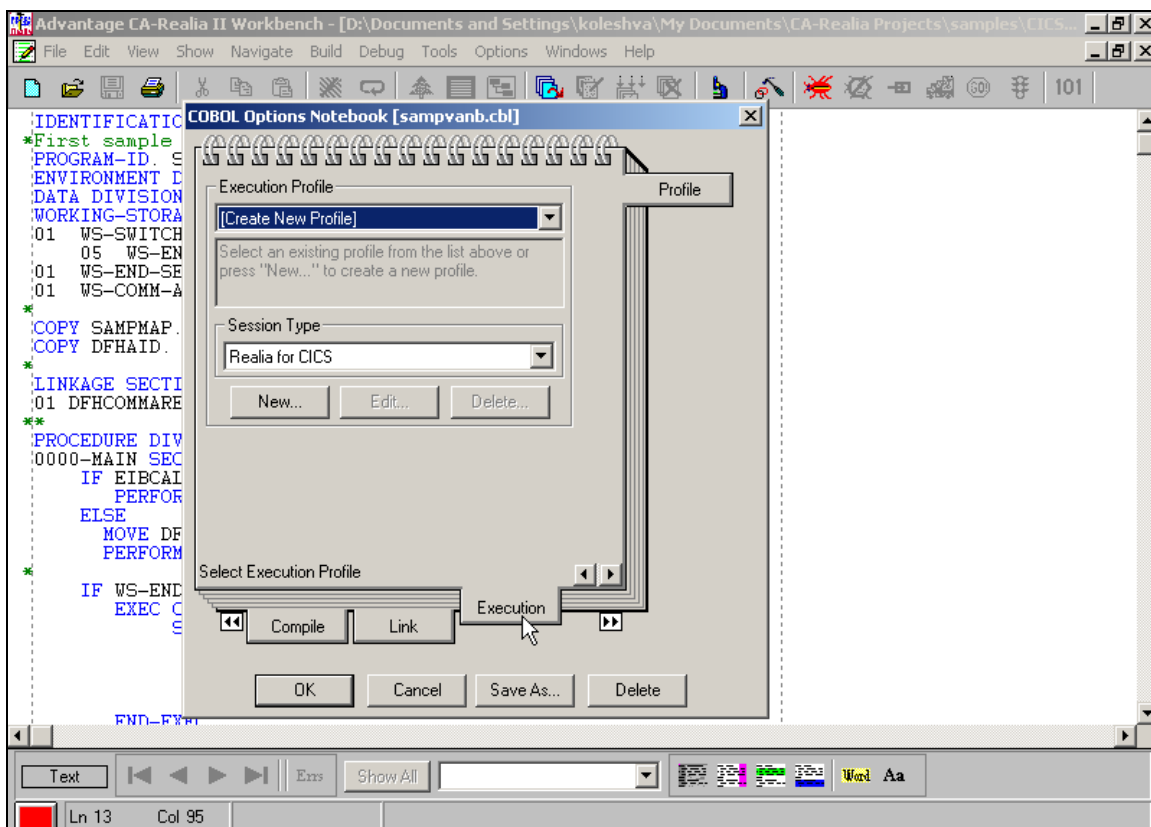 Advantage CA-Realia II Workbench - [D:\Documents and Settings\koleshva\My Documents\CA-Realia Projects\samples\CICS...
File Edit View Show Navigate Build Debug Tools Options Windows Help
101
IDENTIFICATIO
*First sample
PROGRAM-ID. S
ENVIRONMENT D
DATA DIVISION
WORKING-STORA
01 WS-SWITCH
05 WS-EN
01 WS-END-SE
01 WS-COMM-A
*
COPY SAMPMAP.
COPY DFHAID.
*
LINKAGE SECTI
01 DFHCOMMARE
**
PROCEDURE DIV
0000-MAIN SEC
IF EIBCAL
PERFOR
ELSE
MOVE DF
PERFORM
*
IF WS-END
EXEC C
S
END-EXEC
COBOL Options Notebook [sampvanb.cbl]
Profile
Execution Profile
[Create New Profile]
Select an existing profile from the list above or
press "New..." to create a new profile.
Session Type
Realia for CICS
New... Edit... Delete...
Select Execution Profile
Compile Link Execution
OK Cancel Save As... Delete
Text Errs Show All Word Aa
Ln 13 Col 95